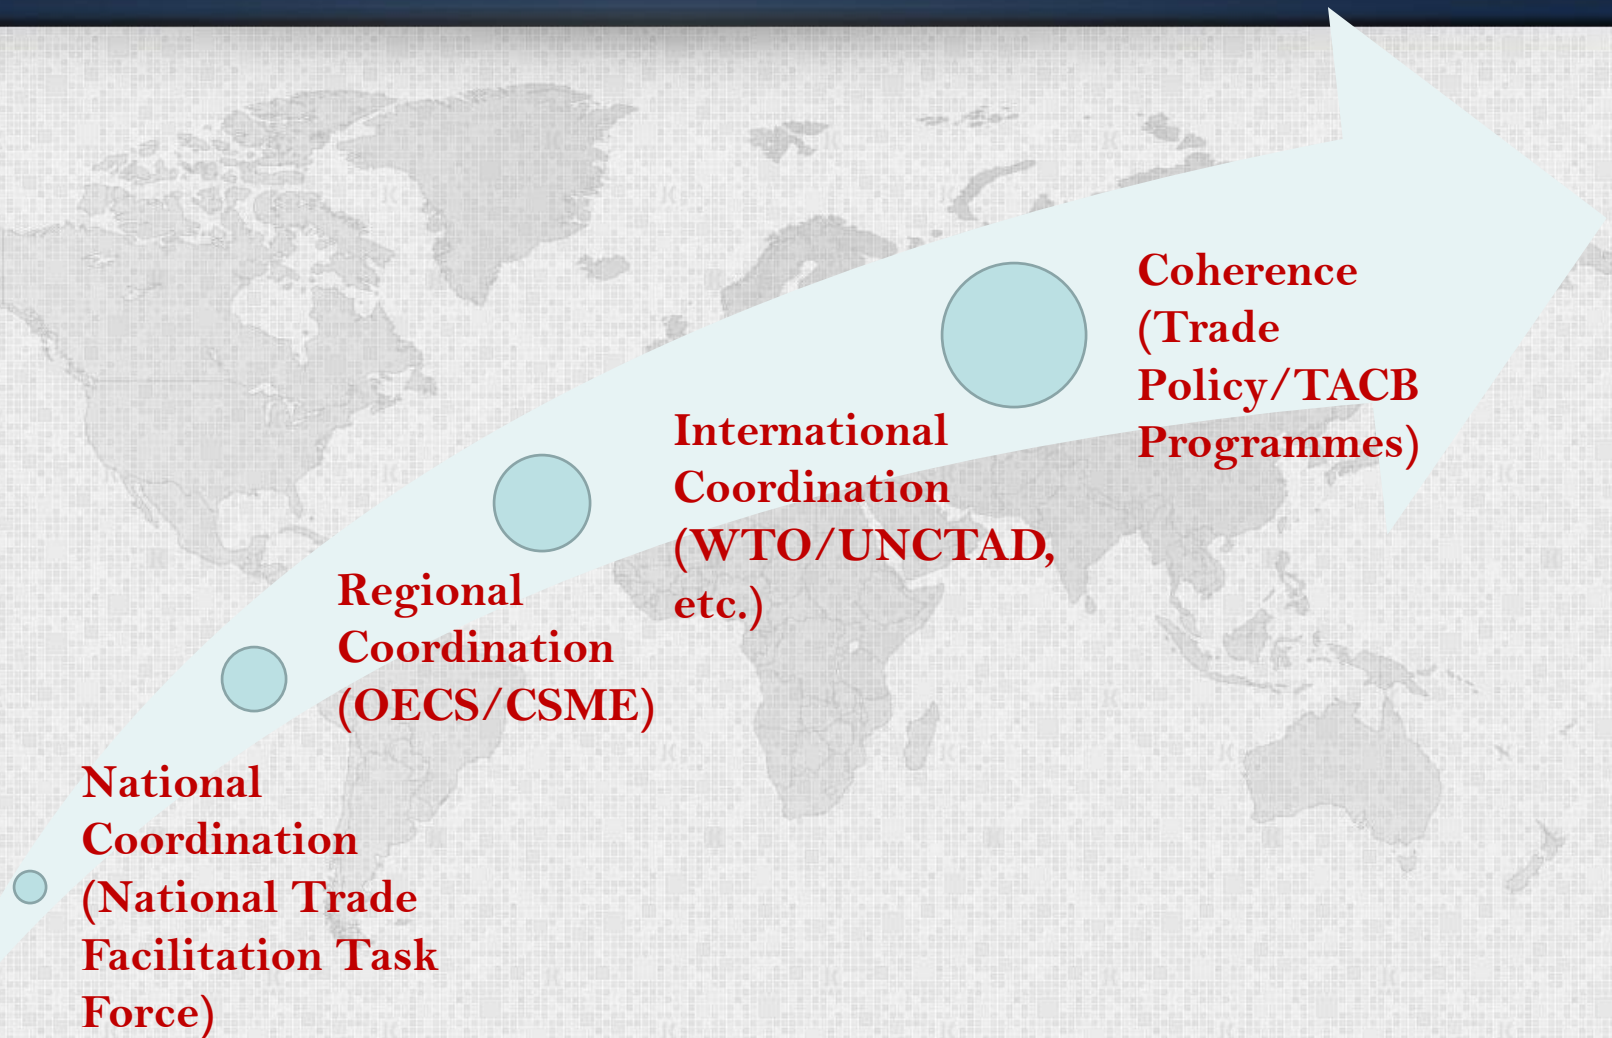 National
Coordination
(National Trade
Facilitation Task
Force)
Regional
Coordination
(OECS/CSME)
International
Coordination
(WTO/UNCTAD,
etc.)
Coherence
(Trade
Policy/TACB
Programmes)